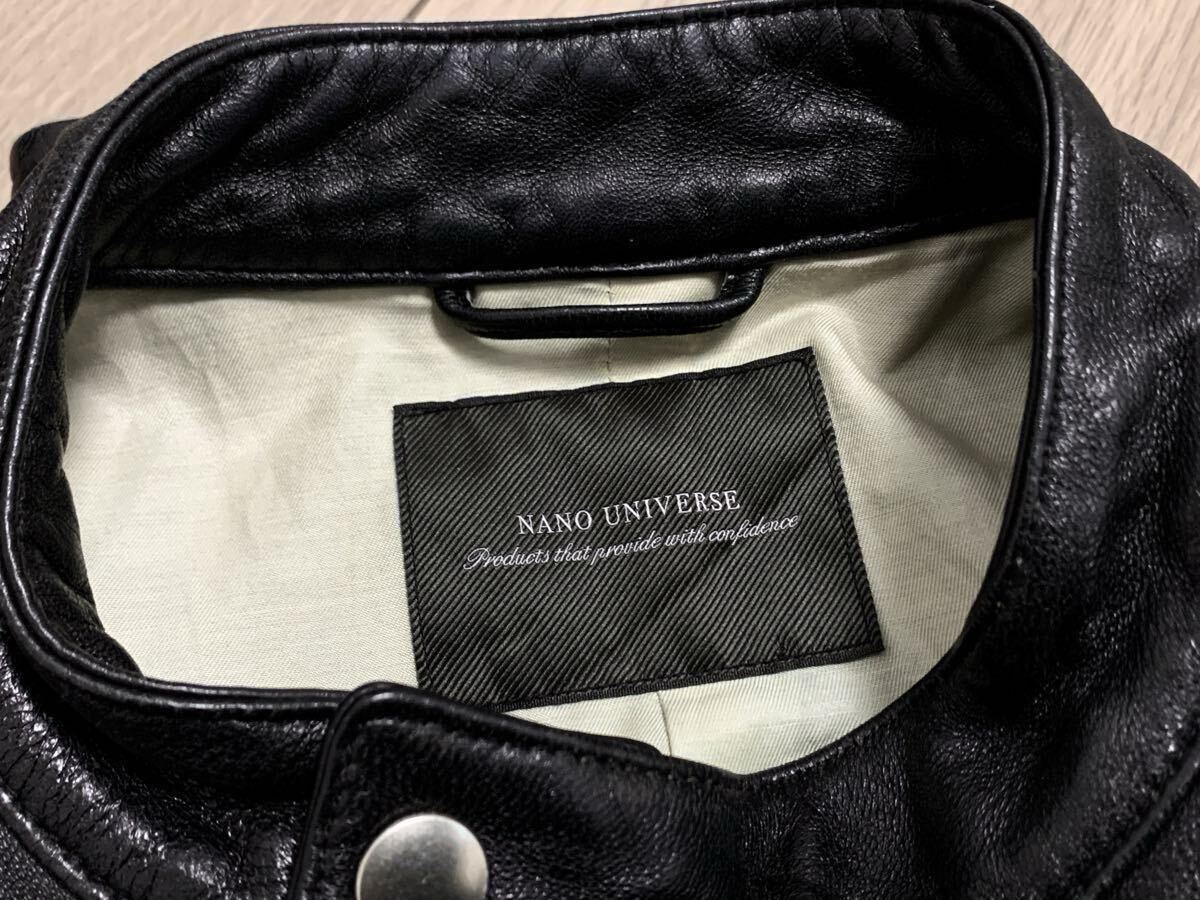 NANO UNIVERSE
Products that provide with confidence